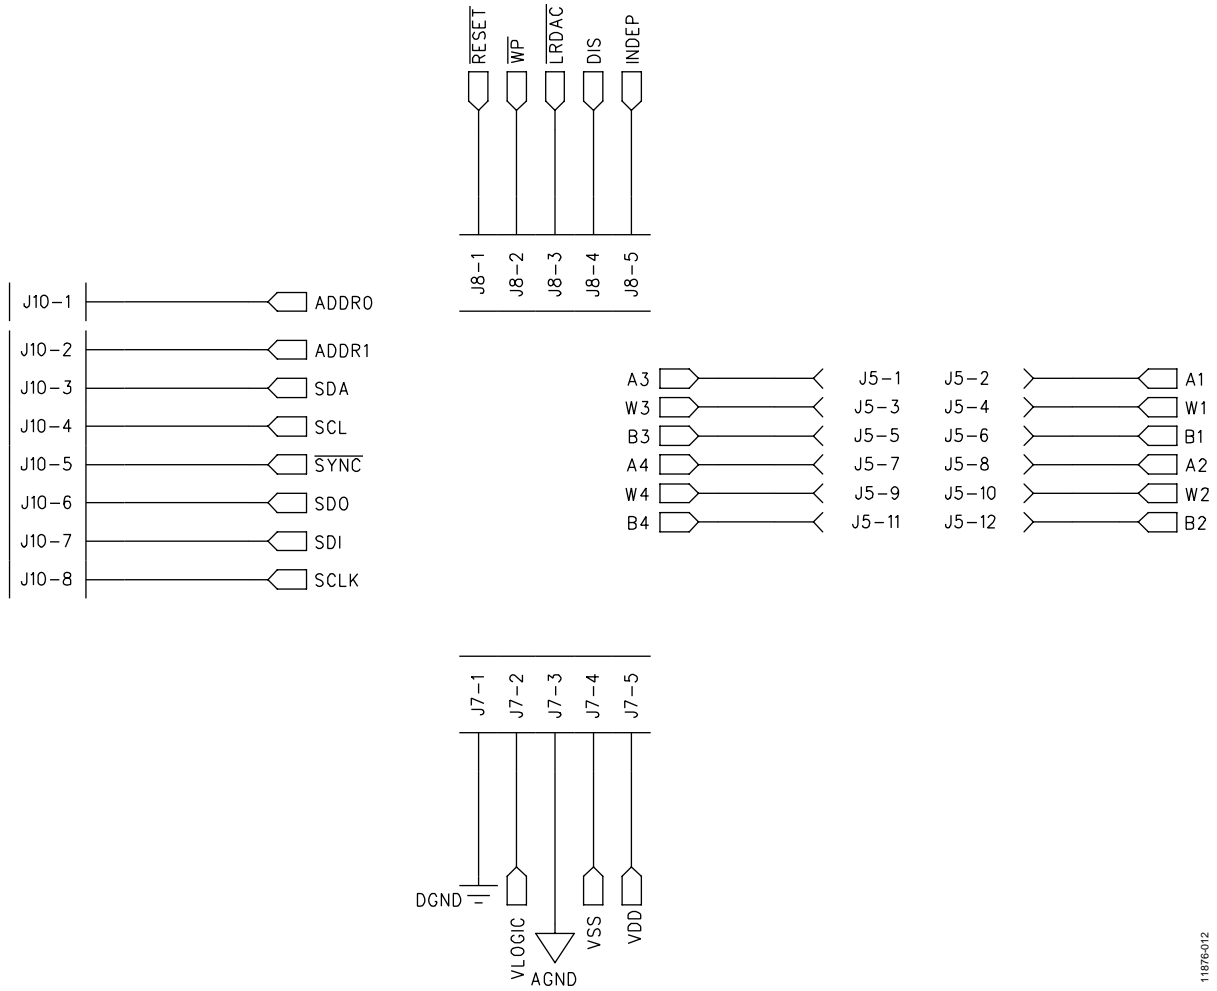 RESET
WP
LRDAC
DIS
INDEP
J8-1
J8-2
J8-3
J8-4
J8-5
J10-1 ADDR0
J10-2 ADDR1
J10-3 SDA
J10-4 SCL
J10-5 SYNC
J10-6 SDO
J10-7 SDI
J10-8 SCLK
A3 J5-1 J5-2 A1
W3 J5-3 J5-4 W1
B3 J5-5 J5-6 B1
A4 J5-7 J5-8 A2
W4 J5-9 J5-10 W2
B4 J5-11 J5-12 B2
J7-1
J7-2
J7-3
J7-4
J7-5
DGND
VLOGIC
AGND
VSS
VDD
11876-012